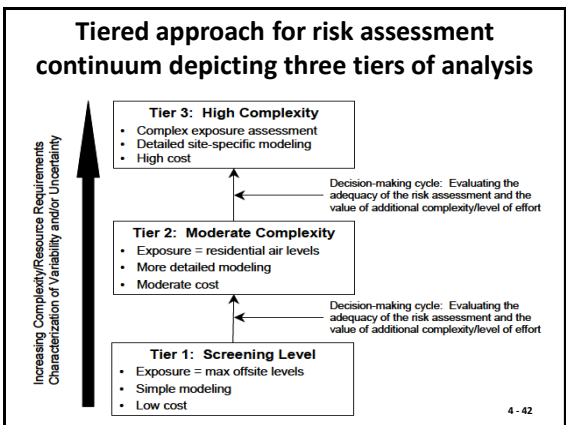 Tiered approach for risk assessment
continuum depicting three tiers of analysis
Increasing Complexity/Resource Requirements
Characterization of Variability and/or Uncertainty
Tier 3: High Complexity
• Complex exposure assessment
• Detailed site-specific modeling
• High cost
Decision-making cycle: Evaluating the
adequacy of the risk assessment and the
value of additional complexity/level of effort
Tier 2: Moderate Complexity
• Exposure = residential air levels
• More detailed modeling
• Moderate cost
Decision-making cycle: Evaluating the
adequacy of the risk assessment and the
value of additional complexity/level of effort
Tier 1: Screening Level
• Exposure = max offsite levels
• Simple modeling
• Low cost
4 - 42